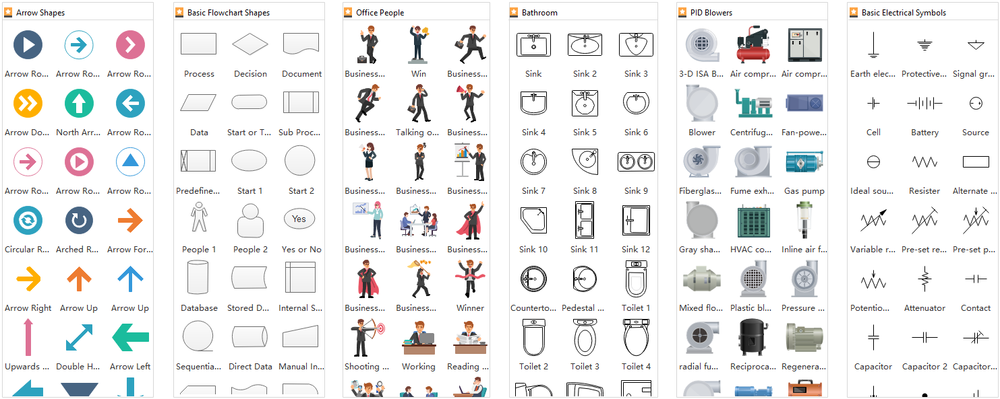 Arrow Shapes
Arrow Ro... Arrow Ro... Arrow Ro...
Arrow Do... North Arr... Arrow Ro...
Arrow Ro... Arrow Ro... Arrow Ro...
Circular R... Arched R... Arrow For...
Arrow Right Arrow Up Arrow Up
Upwards ... Double H... Arrow Left
Basic Flowchart Shapes
Process Decision Document
Data Start or T... Sub Proc...
Predefine... Start 1 Start 2
Yes
People 1 People 2 Yes or No
Database Stored D... Internal S...
Sequentia... Direct Data Manual In...
Office People
Business... Win Business...
Business... Talking o... Business...
Business... Business... Business...
Business... Business... Business...
Business... Business... Winner
Shooting ... Working Reading ...
Bathroom
Sink Sink 2 Sink 3
Sink 4 Sink 5 Sink 6
Sink 7 Sink 8 Sink 9
Sink 10 Sink 11 Sink 12
Counterto... Pedestal ... Toilet 1
Toilet 2 Toilet 3 Toilet 4
PID Blowers
3-D ISA B... Air compr... Air compr...
Blower Centrifug... Fan-powe...
Fiberglas... Fume exh... Gas pump
Gray sha... HVAC co... Inline air f...
Mixed flo... Plastic bl... Pressure ...
radial fu... Reciproca... Regenera...
Basic Electrical Symbols
Earth elec... Protective... Signal gr...
Cell Battery Source
Ideal sou... Resister Alternate ...
Variable r... Pre-set re... Pre-set p...
Potentio... Attenuator Contact
Capacitor Capacitor 2 Capacitor...